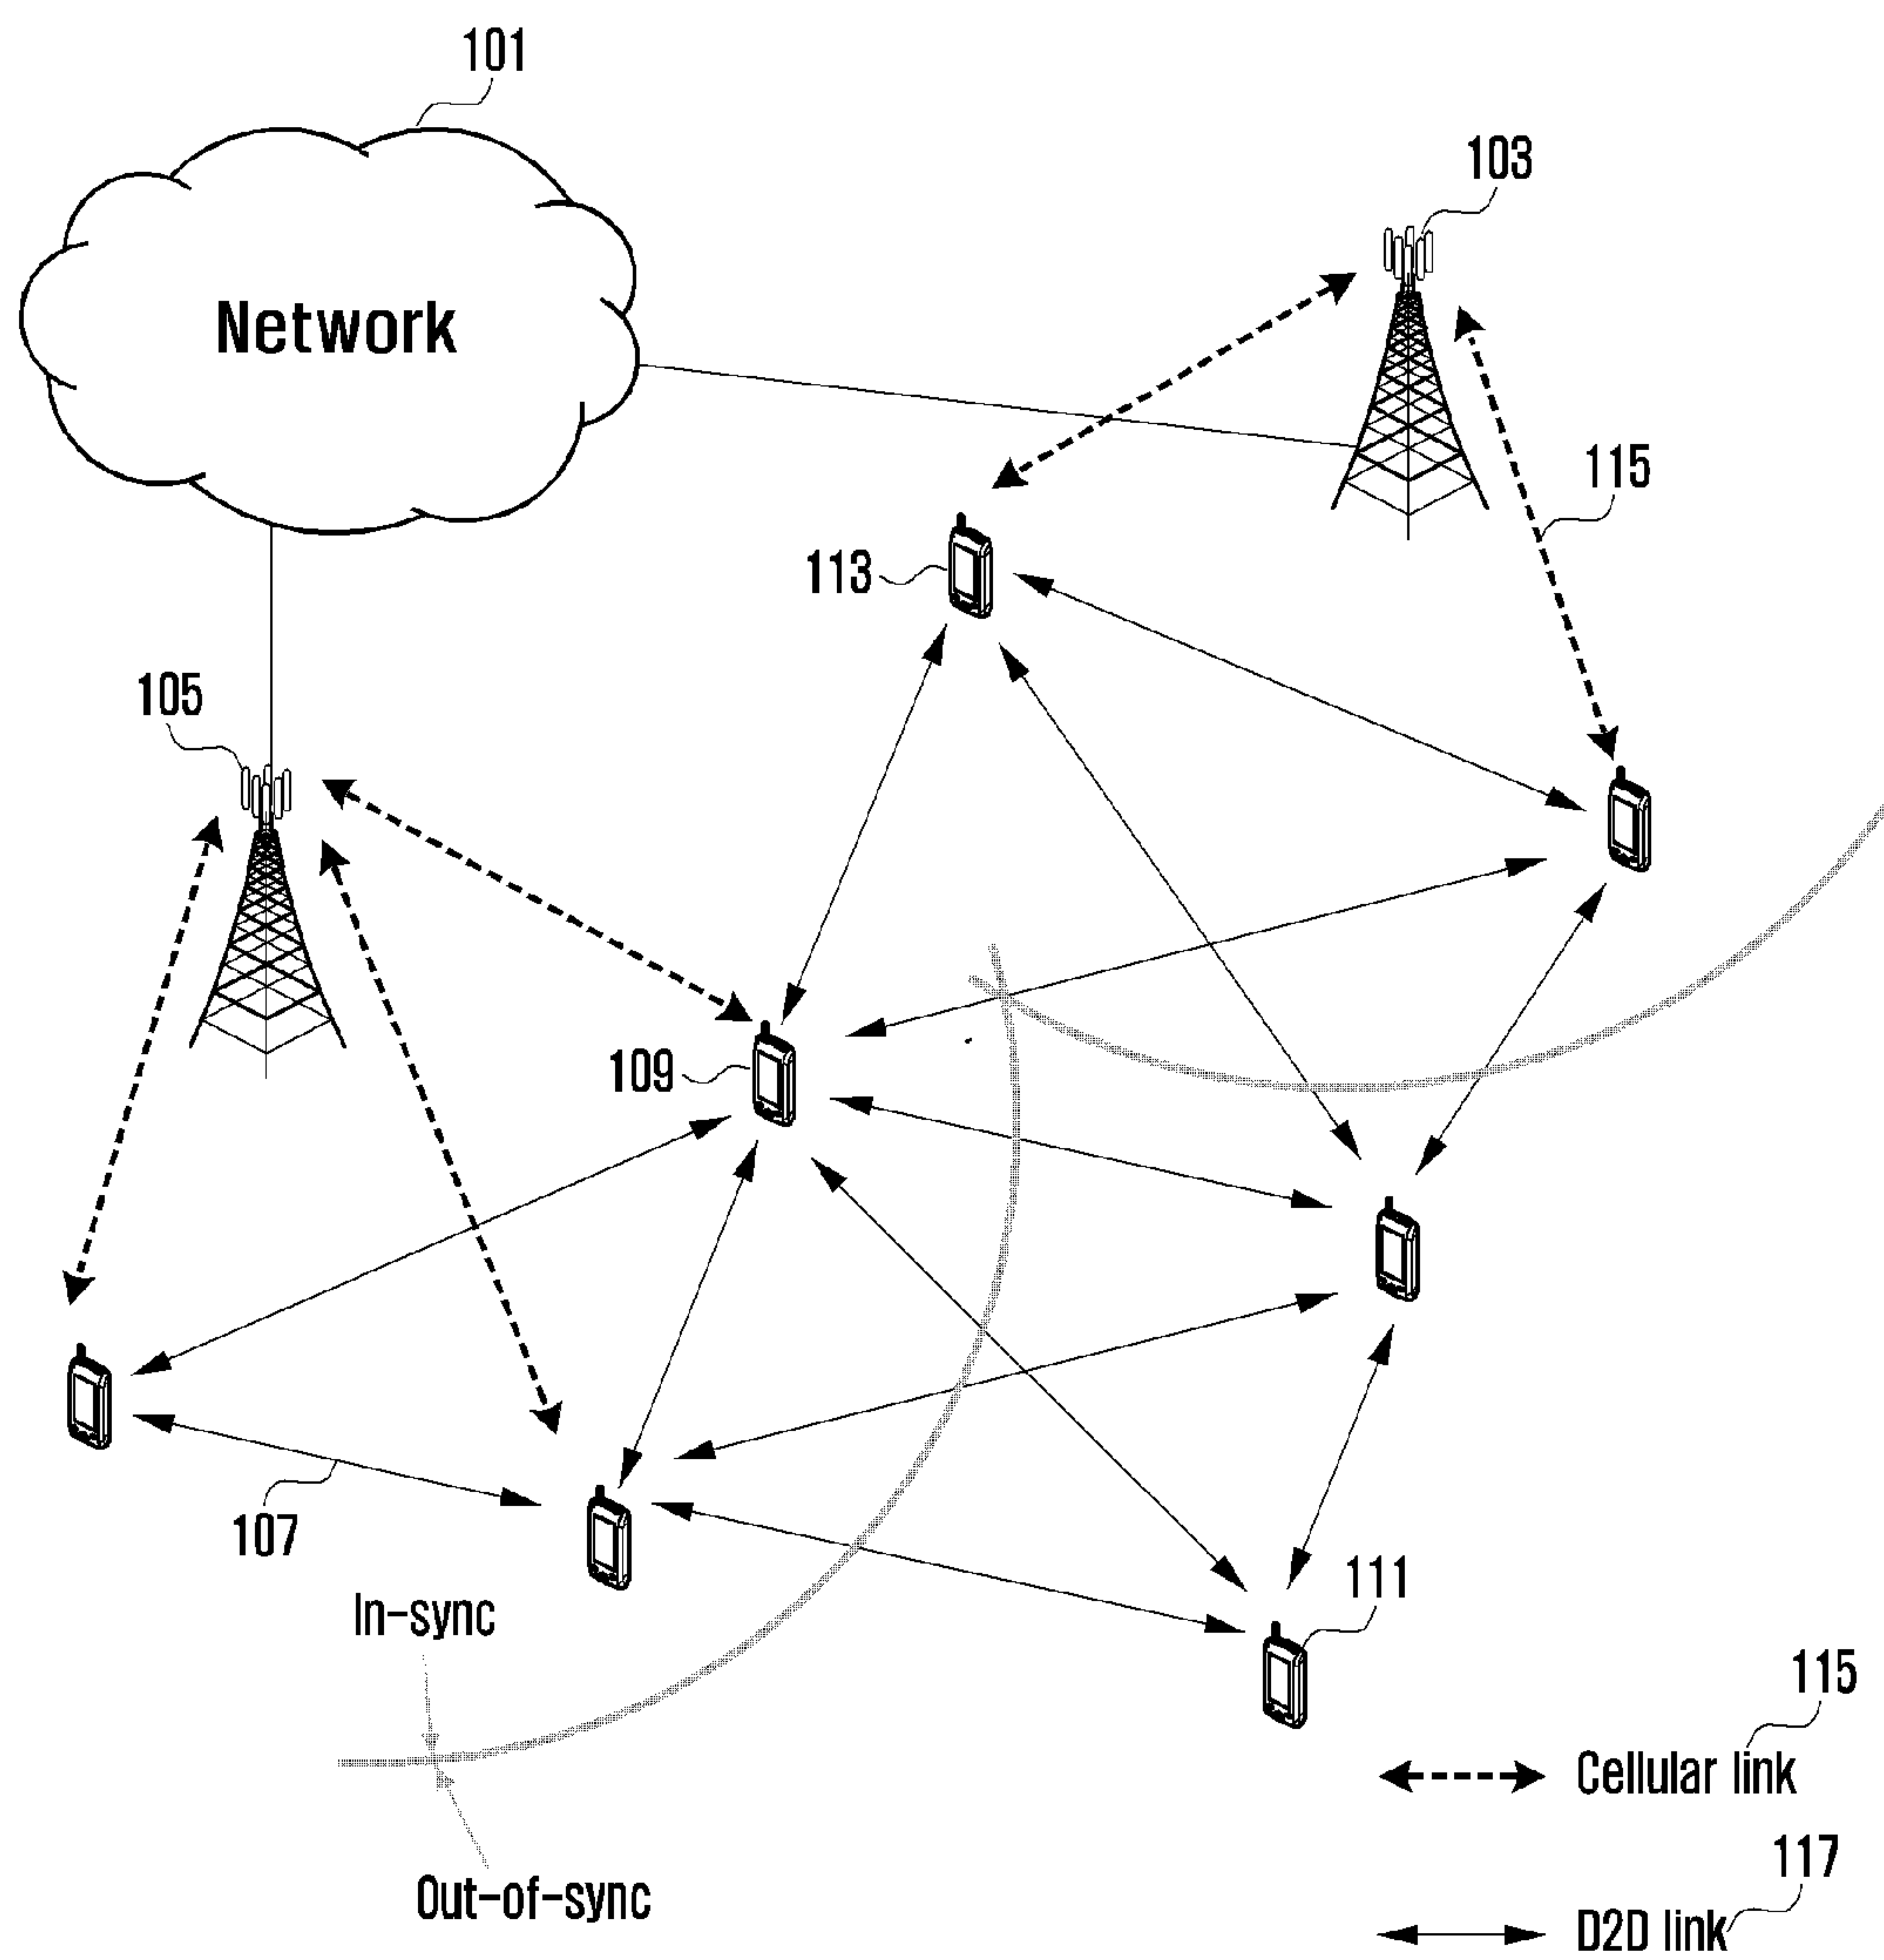 101
103
Network
115
113
105
109
107
111
In-sync
115
Cellular link
117
Out-of-sync
D2D link